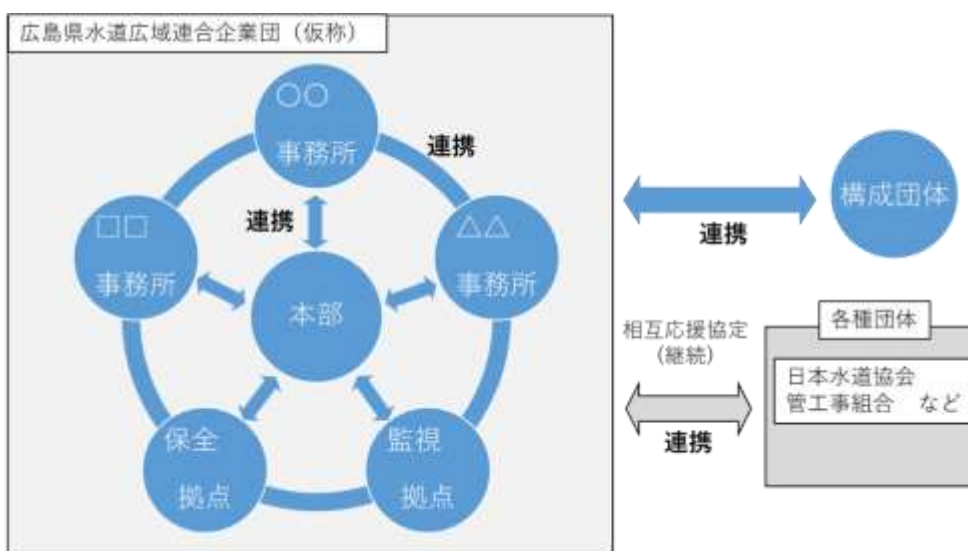 広島県水道広域連合企業団（仮称）
○○
事務所
連携
連携
□□
事務所
△△
事務所
本部
保全
拠点
監視
拠点
連携
構成団体
相互応援協定
(継続)
連携
各種団体
日本水道協会
管工事組合　など